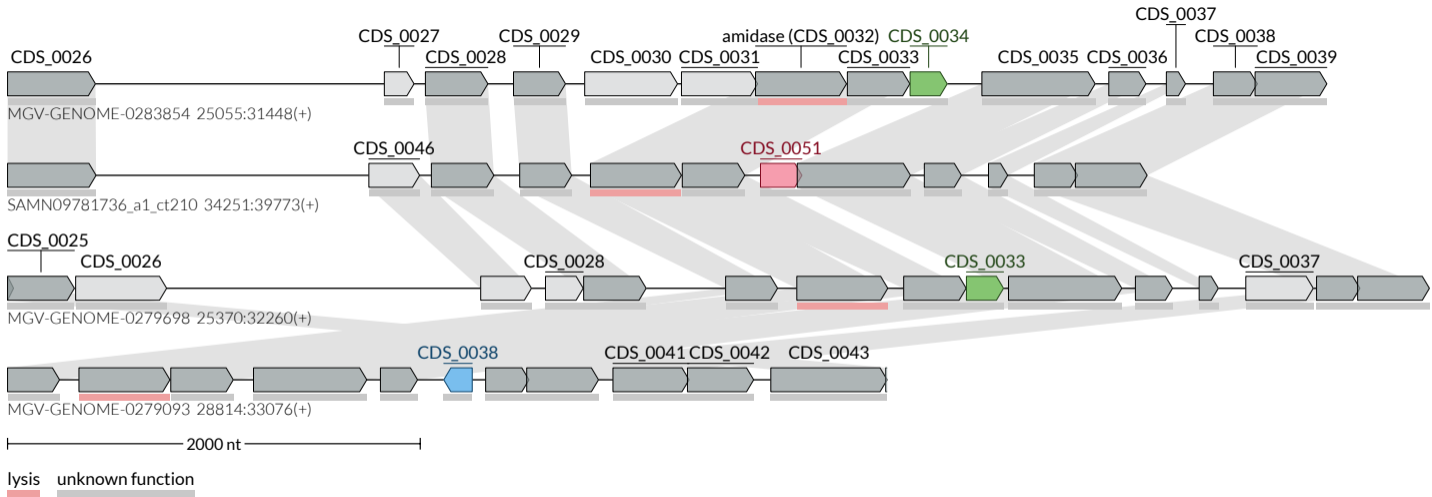 CDS_0037
CDS_0027 CDS_0029 amidase (CDS_0032) CDS_0034 CDS_0038
CDS_0026 CDS_0028 CDS_0030 CDS_0031 CDS_0033 CDS_0035 CDS_0036 CDS_0039
MGV-GENOME-0283854 25055:31448(+)
CDS_0046 CDS_0051
SAMN09781736_a1_ct210 34251:39773(+)
CDS_0025
CDS_0026 CDS_0028 CDS_0033 CDS_0037
MGV-GENOME-0279698 25370:32260(+)
CDS_0038 CDS_0041 CDS_0042 CDS_0043
MGV-GENOME-0279093 28814:33076(+)
2000 nt
lysis unknown function